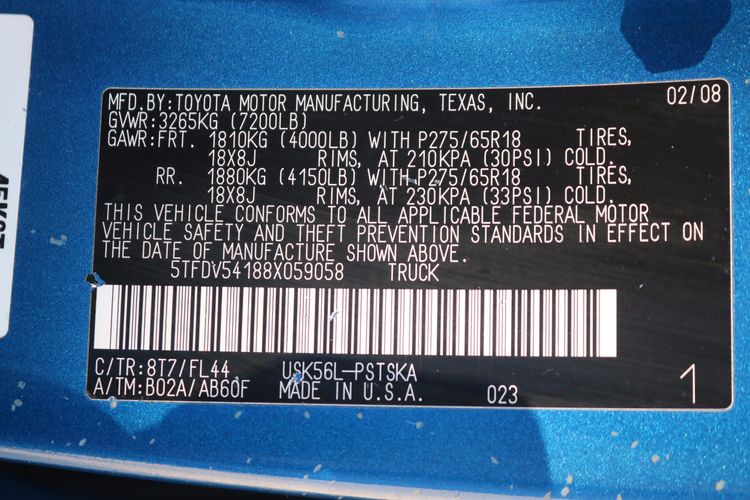 MFD.BY:TOYOTA MOTOR MANUFACTURING, TEXAS, INC. 02/08
GVWR:3265KG (7200LB)
GAWR:FRT. 1810KG (4000LB) WITH P275/65R18 TIRES,
18X8J RIMS, AT 210KPA (30PSI) COLD.
RR. 1880KG (4150LB) WITH P275/65R18 TIRES,
18X8J RIMS, AT 230KPA (33PSI) COLD.
THIS VEHICLE CONFORMS TO ALL APPLICABLE FEDERAL MOTOR
VEHICLE SAFETY AND THEFT PREVENTION STANDARDS IN EFFECT ON
THE DATE OF MANUFACTURE SHOWN ABOVE.
5TFDV54188X059058 TRUCK
C/TR:8T7/FL44 USK56L-PSTSKA
A/TM:B02A/AB60F MADE IN U.S.A. 023 1